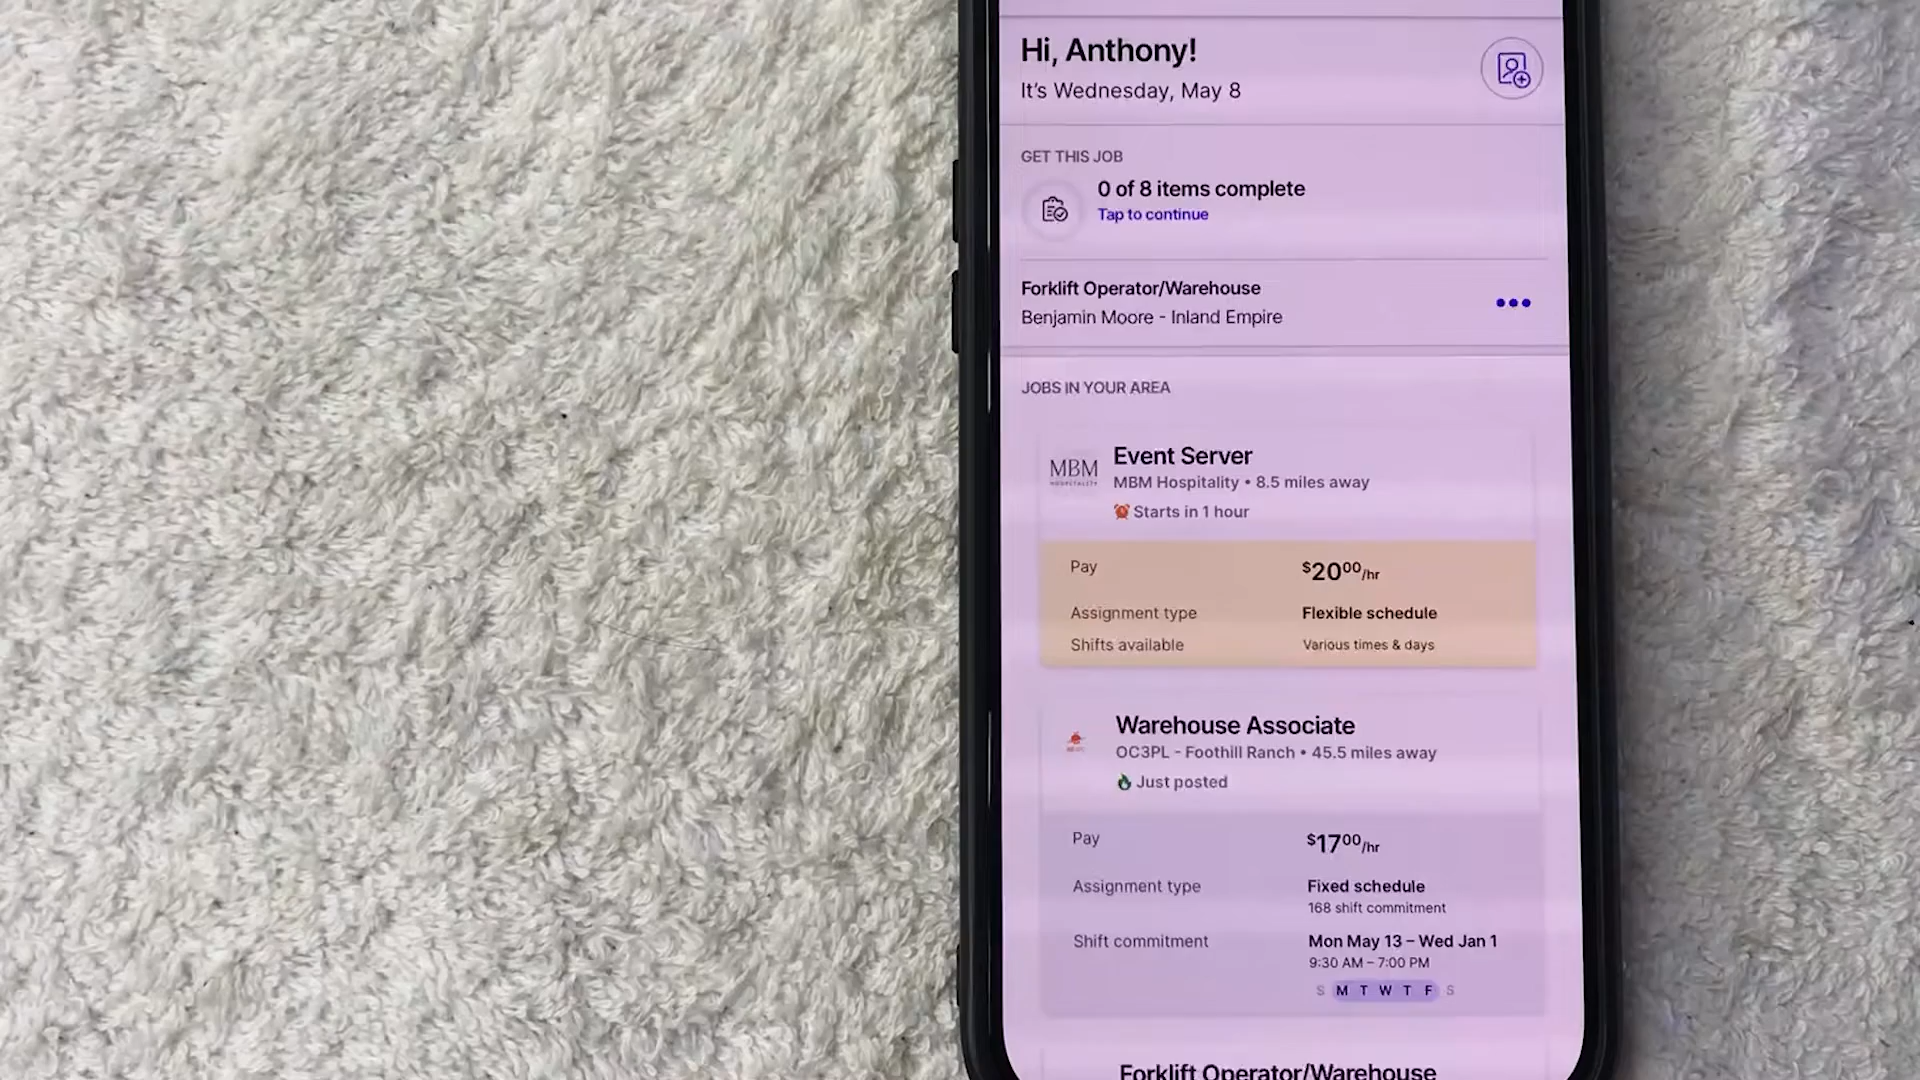 Hi, Anthony!
It's Wednesday, May 8
GET THIS JOB
0 of 8 items complete
Tap to continue
Forklift Operator/Warehouse
Benjamin Moore - Inland Empire
JOBS IN YOUR AREA
MBM
HOSPITALITY
Event Server
MBM Hospitality • 8.5 miles away
Starts in 1 hour
Pay $20⁰⁰/hr
Assignment type Flexible schedule
Shifts available Various times & days
Warehouse Associate
OC3PL - Foothill Ranch • 45.5 miles away
Just posted
Pay $17⁰⁰/hr
Assignment type Fixed schedule
168 shift commitment
Shift commitment Mon May 13 – Wed Jan 1
9:30 AM – 7:00 PM
S M T W T F S
Forklift Operator/Warehouse